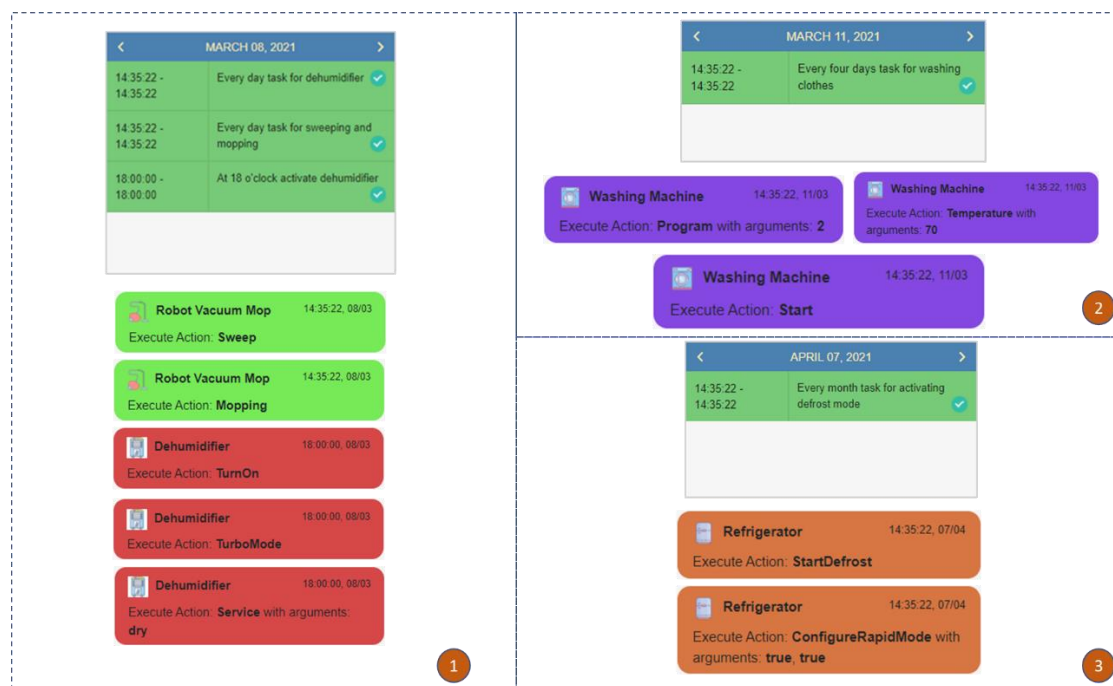 < MARCH 08, 2021 >
14:35:22 - Every day task for dehumidifier
14:35:22
14:35:22 - Every day task for sweeping and
14:35:22 mopping
18:00:00 - At 18 o'clock activate dehumidifier
18:00:00
Robot Vacuum Mop 14:35:22, 08/03
Execute Action: Sweep
Robot Vacuum Mop 14:35:22, 08/03
Execute Action: Mopping
Dehumidifier 18:00:00, 08/03
Execute Action: TurnOn
Dehumidifier 18:00:00, 08/03
Execute Action: TurboMode
Dehumidifier 18:00:00, 08/03
Execute Action: Service with arguments:
dry
1
< MARCH 11, 2021 >
14:35:22 - Every four days task for washing
14:35:22 clothes
Washing Machine 14:35:22, 11/03
Execute Action: Program with arguments: 2
Washing Machine 14:35:22, 11/03
Execute Action: Temperature with
arguments: 70
Washing Machine 14:35:22, 11/03
Execute Action: Start
2
< APRIL 07, 2021 >
14:35:22 - Every month task for activating
14:35:22 defrost mode
Refrigerator 14:35:22, 07/04
Execute Action: StartDefrost
Refrigerator 14:35:22, 07/04
Execute Action: ConfigureRapidMode with
arguments: true, true
3